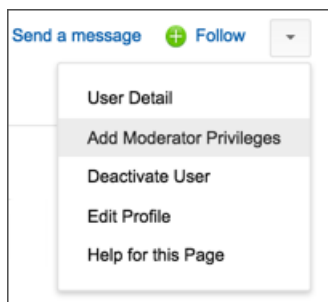 Send a message Follow
User Detail
Add Moderator Privileges
Deactivate User
Edit Profile
Help for this Page